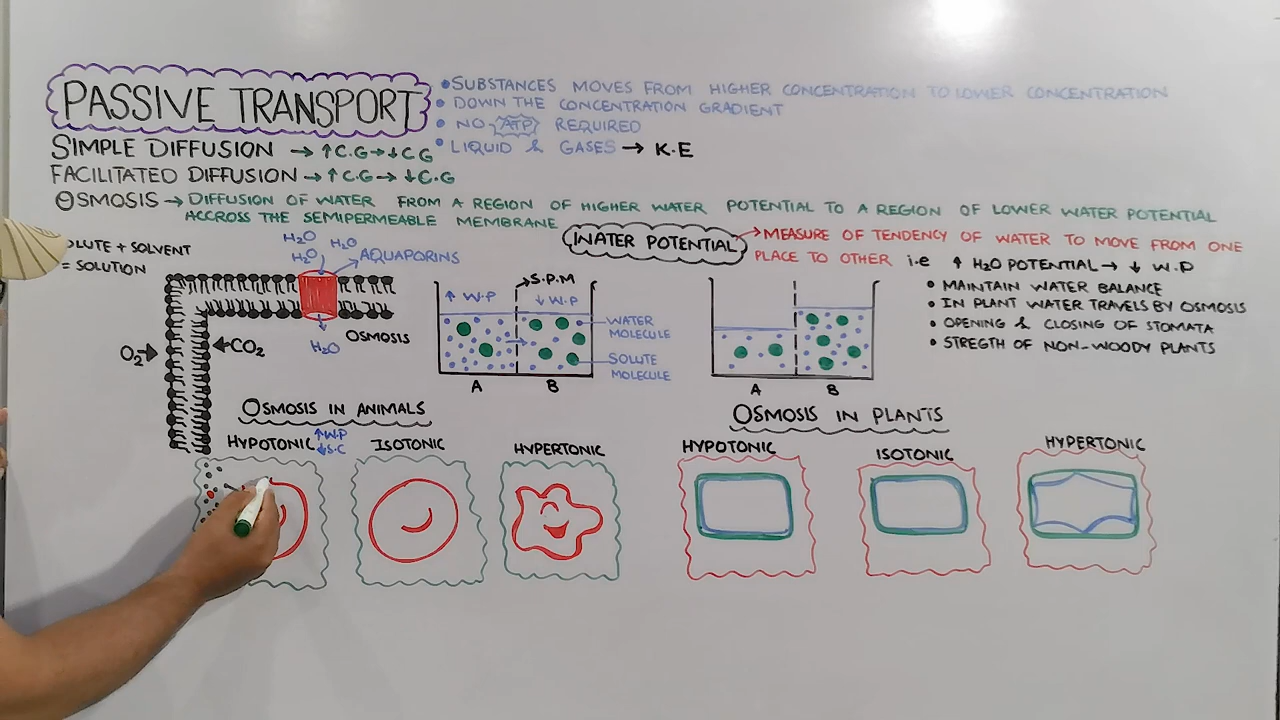 PASSIVE TRANSPORT
• SUBSTANCES MOVES FROM HIGHER CONCENTRATION TO LOWER CONCENTRATION
• DOWN THE CONCENTRATION GRADIENT
• NO ATP REQUIRED
• LIQUID & GASES → K.E
SIMPLE DIFFUSION → ↑C.G→↓CG
FACILITATED DIFFUSION →↑C.G→ ↓C.G
OSMOSIS → DIFFUSION OF WATER FROM A REGION OF HIGHER WATER POTENTIAL TO A REGION OF LOWER WATER POTENTIAL
ACCROSS THE SEMIPERMEABLE MEMBRANE
WATER POTENTIAL → MEASURE OF TENDENCY OF WATER TO MOVE FROM ONE
PLACE TO OTHER i.e ↑ H2O POTENTIAL → ↓ W.P
• MAINTAIN WATER BALANCE
• IN PLANT WATER TRAVELS BY OSMOSIS
• OPENING & CLOSING OF STOMATA
• STREGTH OF NON-WOODY PLANTS
OLUTE + SOLVENT
= SOLUTION
H2O
H2O
H2O
AQUAPORINS
H2O
OSMOSIS
O2→
←CO2
S.P.M
↑ W.P
↓ W.P
WATER
MOLECULE
SOLUTE
MOLECULE
A
B
A
B
OSMOSIS IN ANIMALS
HYPOTONIC ↑W.P
↓S.C
ISOTONIC
HYPERTONIC
OSMOSIS IN PLANTS
HYPOTONIC
ISOTONIC
HYPERTONIC